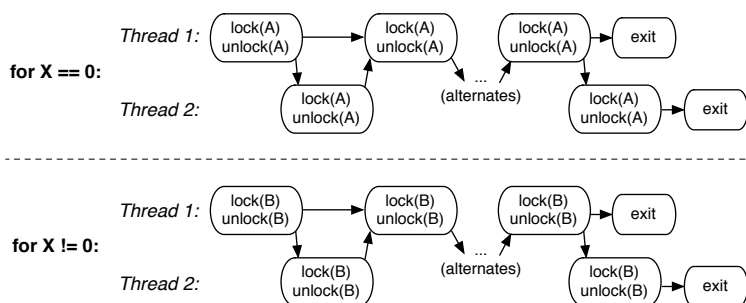 for X == 0:
Thread 1:
lock(A)
unlock(A)
lock(A)
unlock(A)
lock(A)
unlock(A)
exit
...
(alternates)
Thread 2:
lock(A)
unlock(A)
lock(A)
unlock(A)
exit
for X != 0:
Thread 1:
lock(B)
unlock(B)
lock(B)
unlock(B)
lock(B)
unlock(B)
exit
...
(alternates)
Thread 2:
lock(B)
unlock(B)
lock(B)
unlock(B)
exit